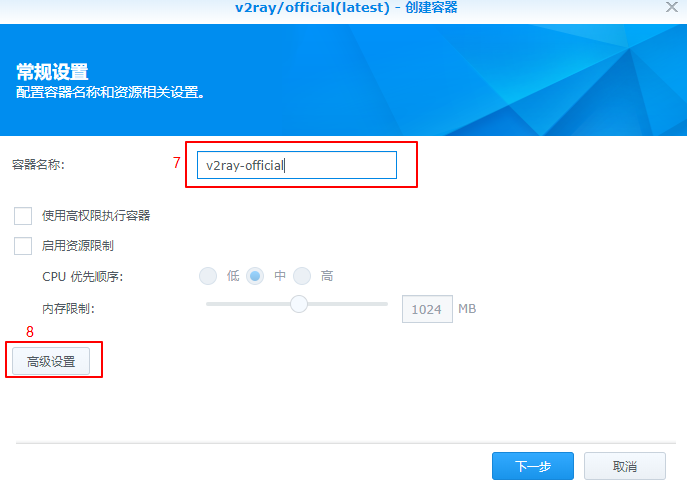 v2ray/official(latest) - 创建容器
常规设置
配置容器名称和资源相关设置。
容器名称: 7 v2ray-official
使用高权限执行容器
启用资源限制
CPU 优先顺序: 低 中 高
内存限制: 1024 MB
8
高级设置
下一步 取消